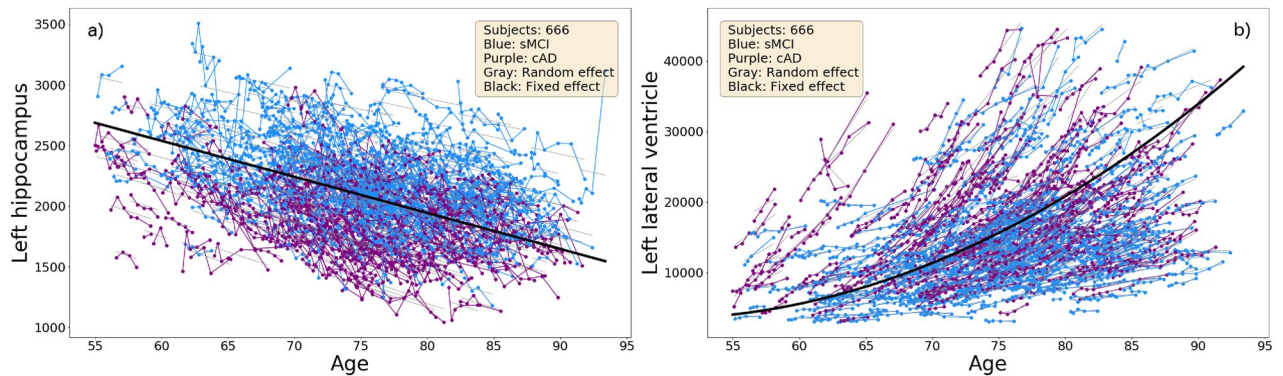 a)
Subjects: 666
Blue: sMCI
Purple: cAD
Gray: Random effect
Black: Fixed effect
Left hippocampus
3500
3000
2500
2000
1500
1000
55 60 65 70 75 80 85 90 95
Age
b)
Subjects: 666
Blue: sMCI
Purple: cAD
Gray: Random effect
Black: Fixed effect
Left lateral ventricle
40000
30000
20000
10000
55 60 65 70 75 80 85 90 95
Age